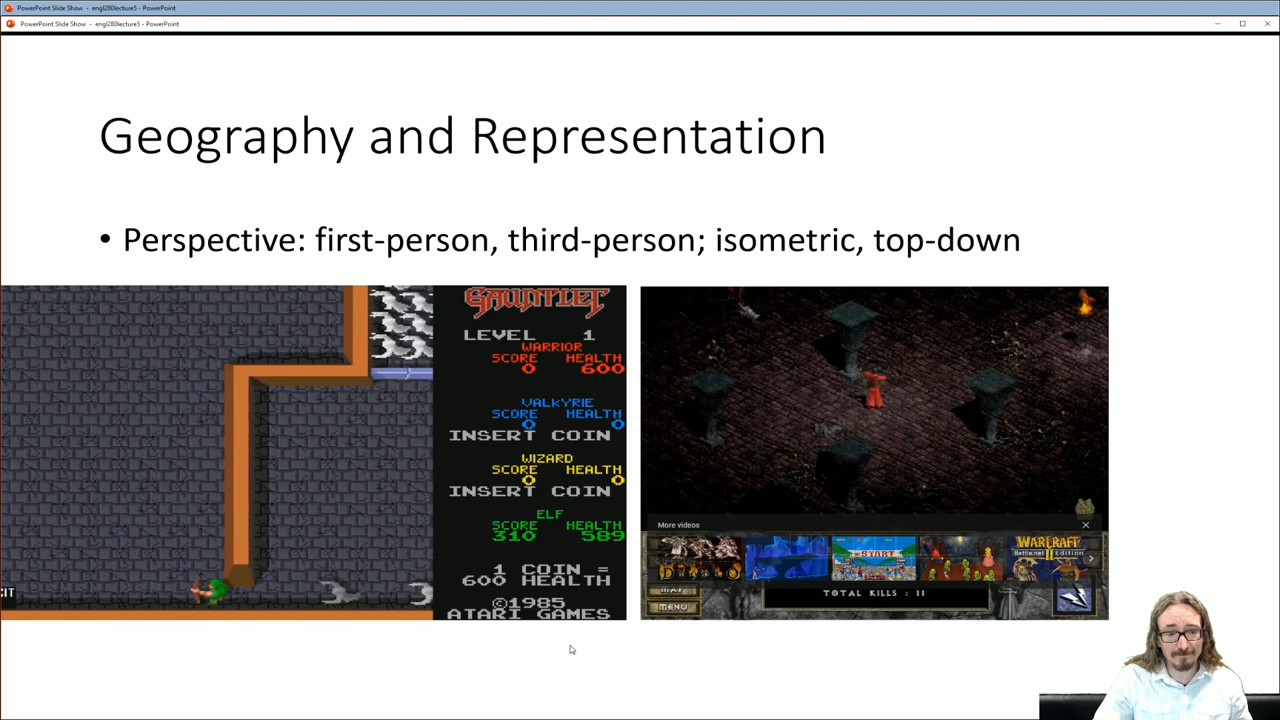 PowerPoint Slide Show - engl280lecture5 - PowerPoint
PowerPoint Slide Show - engl280lecture5 - PowerPoint
Geography and Representation
• Perspective: first-person, third-person; isometric, top-down
GAUNTLET
LEVEL 1
WARRIOR
SCORE HEALTH
0 600
VALKYRIE
SCORE HEALTH
0 0
INSERT COIN
WIZARD
SCORE HEALTH
0 0
INSERT COIN
ELF
SCORE HEALTH
310 589
1 COIN =
600 HEALTH
©1985
ATARI GAMES
More videos
START
WARCRAFT
Battle.net Edition
MENU
TOTAL KILLS : 11